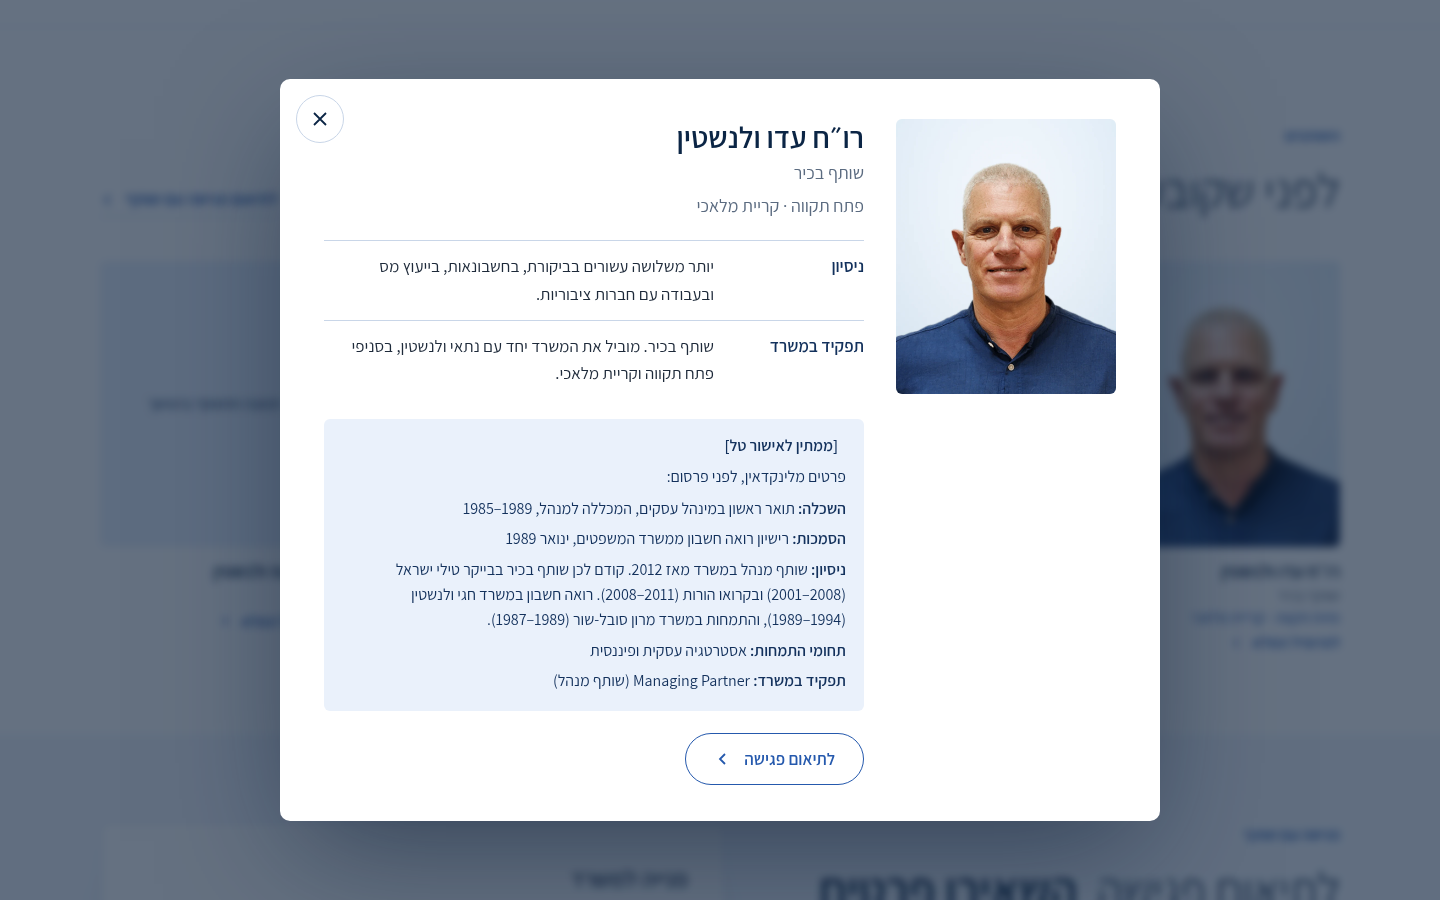 רו״ח עדו ולנשטין
שותף בכיר
פתח תקווה · קריית מלאכי
ניסיון
יותר משלושה עשורים בביקורת, בחשבונאות, בייעוץ מס
ובעבודה עם חברות ציבוריות.
תפקיד במשרד
שותף בכיר. מוביל את המשרד יחד עם נתאי ולנשטין, בסניפי
פתח תקווה וקריית מלאכי.
[ממתין לאישור טל]
פרטים מלינקדאין, לפני פרסום:
השכלה: תואר ראשון במינהל עסקים, המכללה למנהל, 1989–1985
הסמכות: רישיון רואה חשבון ממשרד המשפטים, ינואר 1989
ניסיון: שותף מנהל במשרד מאז 2012. קודם לכן שותף בכיר בבייקר טילי ישראל
(2008–2001) ובקרואו הורות (2011–2008). רואה חשבון במשרד חגי ולנשטין
(1994–1989), והתמחות במשרד מרון סובל-שור (1989–1987).
תחומי התמחות: אסטרטגיה עסקית ופיננסית
תפקיד במשרד: Managing Partner (שותף מנהל)
לתיאום פגישה
לפני שקוב
לתיאום פגישה, השאירו פרטים